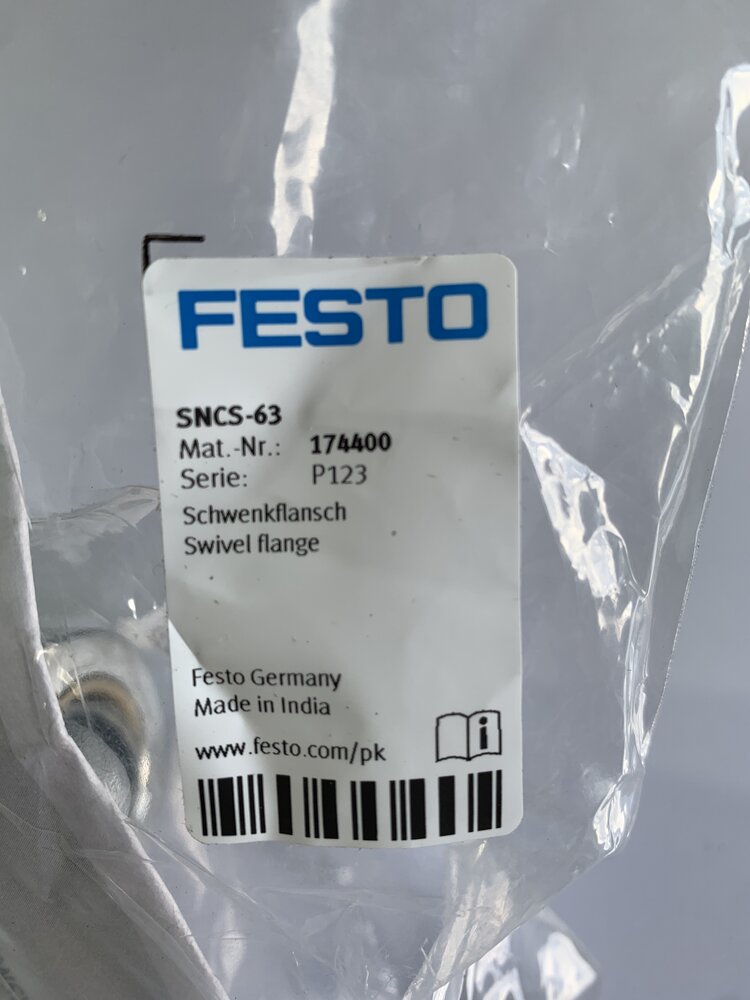 FESTO
SNCS-63
Mat.-Nr.: 174400
Serie: P123
Schwenkflansch
Swivel flange
Festo Germany
Made in India
www.festo.com/pk
i